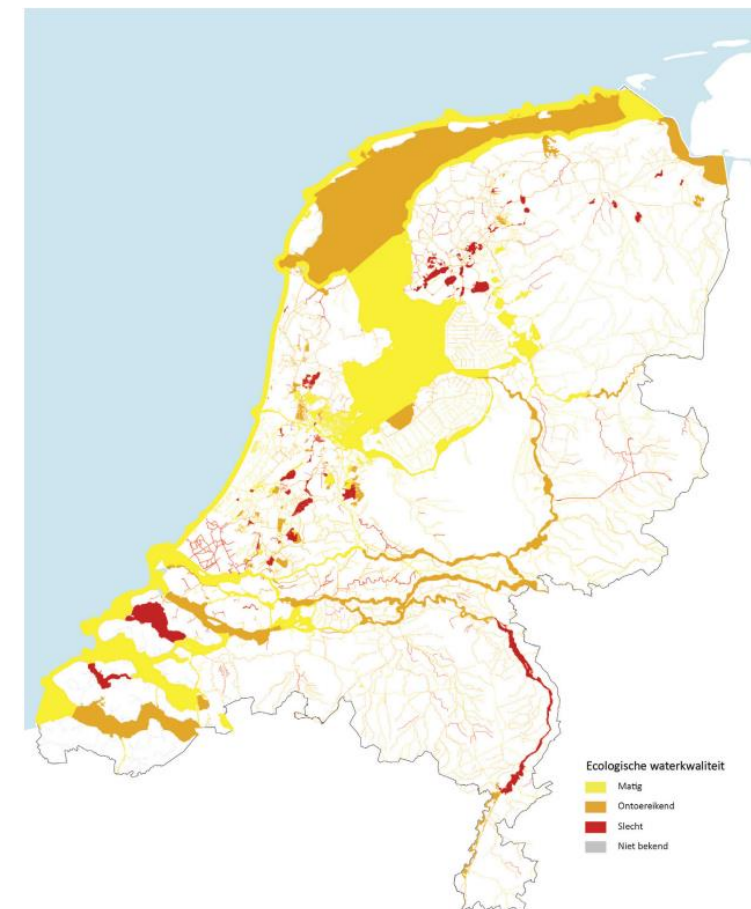 Ecologische waterkwaliteit
Matig
Ontoereikend
Slecht
Niet bekend